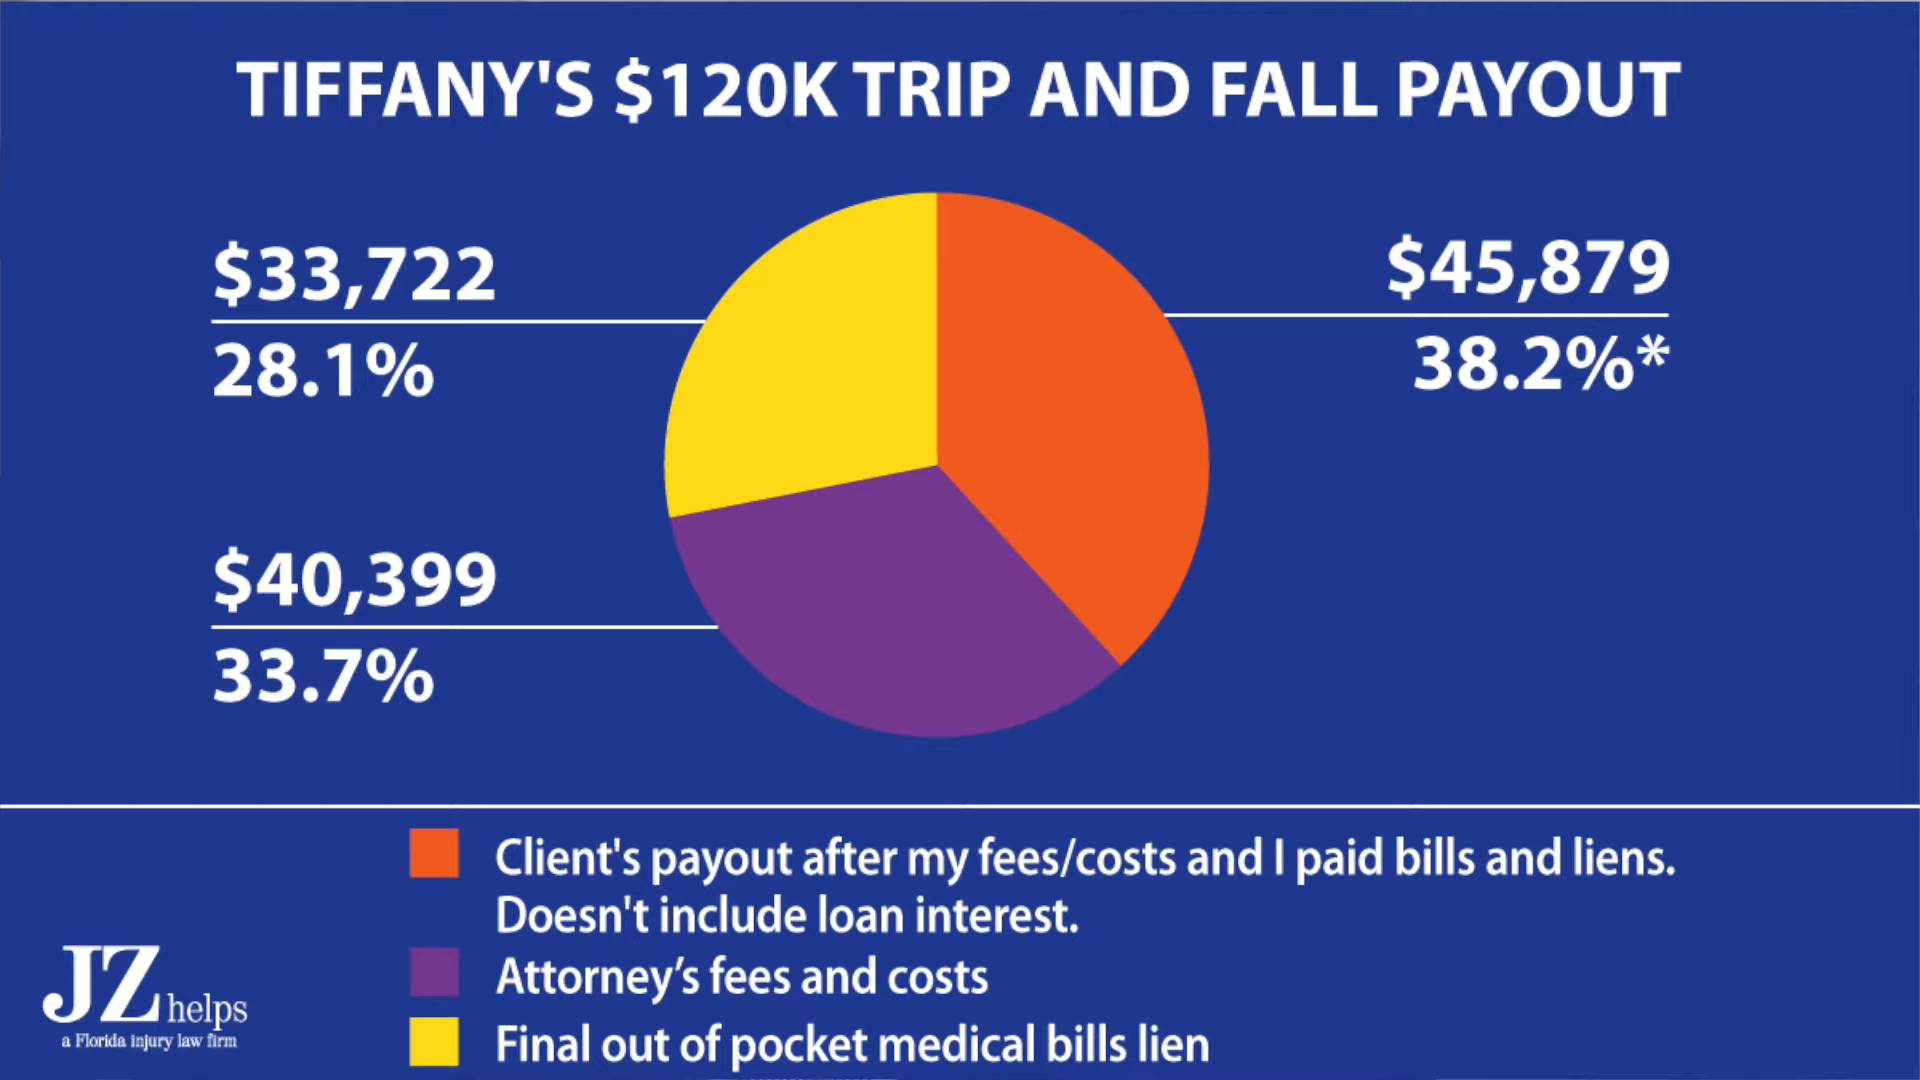 TIFFANY'S $120K TRIP AND FALL PAYOUT
$33,722
28.1%
$45,879
38.2%*
$40,399
33.7%
Client's payout after my fees/costs and I paid bills and liens.
Doesn't include loan interest.
Attorney’s fees and costs
Final out of pocket medical bills lien
JZ helps
a Florida injury law firm